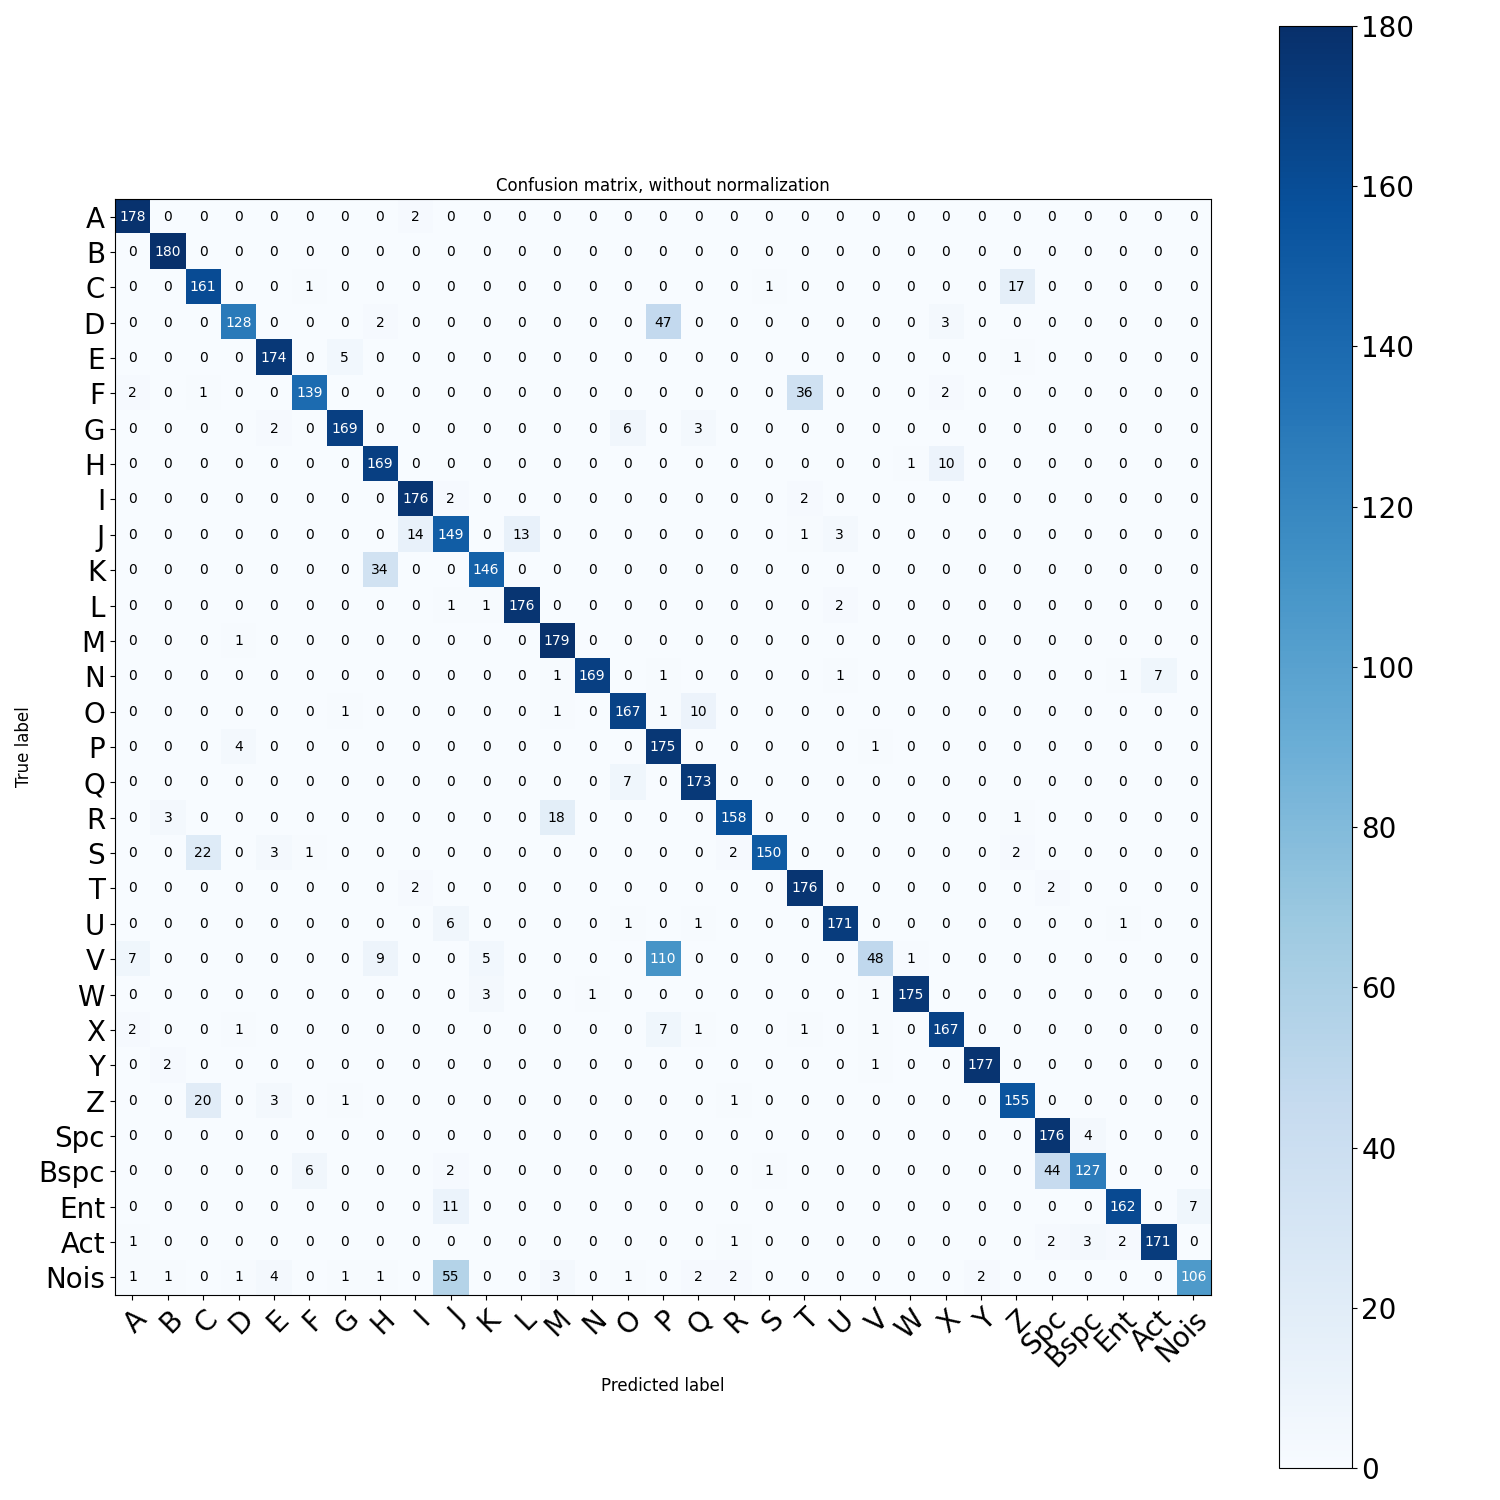 Confusion matrix, without normalization
A 178 0 0 0 0 0 0 0 2 0 0 0 0 0 0 0 0 0 0 0 0 0 0 0 0 0 0 0 0 0 0
B 0 180 0 0 0 0 0 0 0 0 0 0 0 0 0 0 0 0 0 0 0 0 0 0 0 0 0 0 0 0 0
C 0 0 161 0 0 1 0 0 0 0 0 0 0 0 0 0 0 0 1 0 0 0 0 0 0 17 0 0 0 0 0
D 0 0 0 128 0 0 0 2 0 0 0 0 0 0 0 47 0 0 0 0 0 0 0 3 0 0 0 0 0 0 0
E 0 0 0 0 174 0 5 0 0 0 0 0 0 0 0 0 0 0 0 0 0 0 0 0 0 1 0 0 0 0 0
F 2 0 1 0 0 139 0 0 0 0 0 0 0 0 0 0 0 0 0 36 0 0 0 2 0 0 0 0 0 0 0
G 0 0 0 0 2 0 169 0 0 0 0 0 0 0 6 0 3 0 0 0 0 0 0 0 0 0 0 0 0 0 0
H 0 0 0 0 0 0 0 169 0 0 0 0 0 0 0 0 0 0 0 0 0 0 1 10 0 0 0 0 0 0 0
I 0 0 0 0 0 0 0 0 176 2 0 0 0 0 0 0 0 0 0 2 0 0 0 0 0 0 0 0 0 0 0
J 0 0 0 0 0 0 0 0 14 149 0 13 0 0 0 0 0 0 0 1 3 0 0 0 0 0 0 0 0 0 0
K 0 0 0 0 0 0 0 34 0 0 146 0 0 0 0 0 0 0 0 0 0 0 0 0 0 0 0 0 0 0 0
L 0 0 0 0 0 0 0 0 0 1 1 176 0 0 0 0 0 0 0 0 2 0 0 0 0 0 0 0 0 0 0
M 0 0 0 1 0 0 0 0 0 0 0 0 179 0 0 0 0 0 0 0 0 0 0 0 0 0 0 0 0 0 0
N 0 0 0 0 0 0 0 0 0 0 0 0 1 169 0 1 0 0 0 0 1 0 0 0 0 0 0 0 1 7 0
O 0 0 0 0 0 0 1 0 0 0 0 0 1 0 167 1 10 0 0 0 0 0 0 0 0 0 0 0 0 0 0
P 0 0 0 4 0 0 0 0 0 0 0 0 0 0 0 175 0 0 0 0 0 1 0 0 0 0 0 0 0 0 0
Q 0 0 0 0 0 0 0 0 0 0 0 0 0 0 7 0 173 0 0 0 0 0 0 0 0 0 0 0 0 0 0
R 0 3 0 0 0 0 0 0 0 0 0 0 18 0 0 0 0 158 0 0 0 0 0 0 0 1 0 0 0 0 0
S 0 0 22 0 3 1 0 0 0 0 0 0 0 0 0 0 0 2 150 0 0 0 0 0 0 2 0 0 0 0 0
T 0 0 0 0 0 0 0 0 2 0 0 0 0 0 0 0 0 0 0 176 0 0 0 0 0 0 2 0 0 0 0
U 0 0 0 0 0 0 0 0 0 6 0 0 0 0 1 0 1 0 0 0 171 0 0 0 0 0 0 0 1 0 0
V 7 0 0 0 0 0 0 9 0 0 5 0 0 0 0 110 0 0 0 0 0 48 1 0 0 0 0 0 0 0 0
W 0 0 0 0 0 0 0 0 0 0 3 0 0 1 0 0 0 0 0 0 0 1 175 0 0 0 0 0 0 0 0
X 2 0 0 1 0 0 0 0 0 0 0 0 0 0 0 7 1 0 0 1 0 1 0 167 0 0 0 0 0 0 0
Y 0 2 0 0 0 0 0 0 0 0 0 0 0 0 0 0 0 0 0 0 0 1 0 0 177 0 0 0 0 0 0
Z 0 0 20 0 3 0 1 0 0 0 0 0 0 0 0 0 0 1 0 0 0 0 0 0 0 155 0 0 0 0 0
Spc 0 0 0 0 0 0 0 0 0 0 0 0 0 0 0 0 0 0 0 0 0 0 0 0 0 0 176 4 0 0 0
Bspc 0 0 0 0 0 6 0 0 0 2 0 0 0 0 0 0 0 0 1 0 0 0 0 0 0 0 44 127 0 0 0
Ent 0 0 0 0 0 0 0 0 0 11 0 0 0 0 0 0 0 0 0 0 0 0 0 0 0 0 0 0 162 0 7
Act 1 0 0 0 0 0 0 0 0 0 0 0 0 0 0 0 0 1 0 0 0 0 0 0 0 0 2 3 2 171 0
Nois 1 1 0 1 4 0 1 1 0 55 0 0 3 0 1 0 2 2 0 0 0 0 0 0 2 0 0 0 0 0 106
A B C D E F G H I J K L M N O P Q R S T U V W X Y Z Spc Bspc Ent Act Nois
Predicted label
True label
180
160
140
120
100
80
60
40
20
0